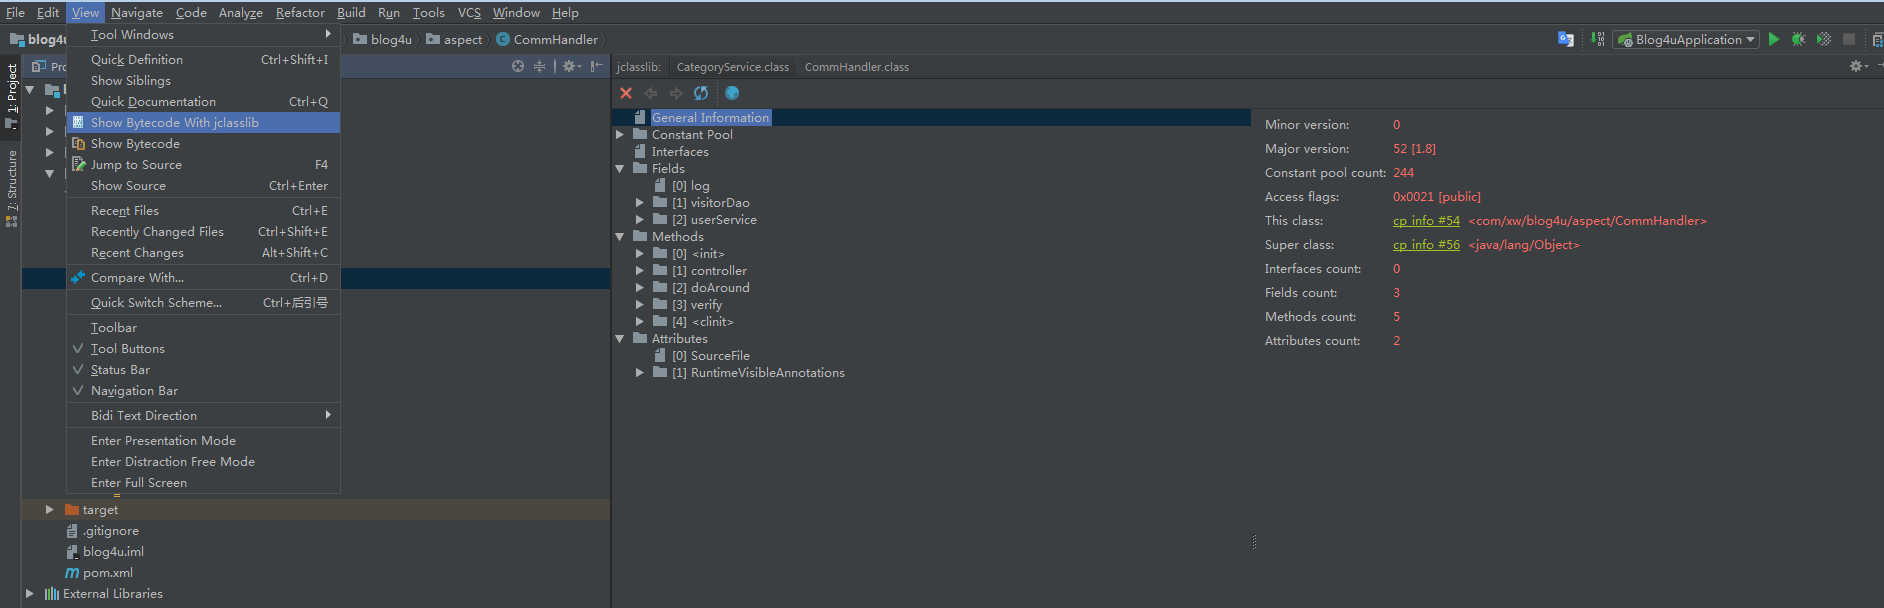 File Edit View Navigate Code Analyze Refactor Build Run Tools VCS Window Help
blog4u blog4u aspect CommHandler Blog4uApplication
1: Project
7: Structure
Tool Windows
Quick Definition Ctrl+Shift+I
Show Siblings
Quick Documentation Ctrl+Q
Show Bytecode With jclasslib
Show Bytecode
Jump to Source F4
Show Source Ctrl+Enter
Recent Files Ctrl+E
Recently Changed Files Ctrl+Shift+E
Recent Changes Alt+Shift+C
Compare With... Ctrl+D
Quick Switch Scheme... Ctrl+后引号
Toolbar
Tool Buttons
Status Bar
Navigation Bar
Bidi Text Direction
Enter Presentation Mode
Enter Distraction Free Mode
Enter Full Screen
target
.gitignore
blog4u.iml
pom.xml
External Libraries
jclasslib: CategoryService.class CommHandler.class
General Information
Constant Pool
Interfaces
Fields
[0] log
[1] visitorDao
[2] userService
Methods
[0] <init>
[1] controller
[2] doAround
[3] verify
[4] <clinit>
Attributes
[0] SourceFile
[1] RuntimeVisibleAnnotations
Minor version: 0
Major version: 52 [1.8]
Constant pool count: 244
Access flags: 0x0021 [public]
This class: cp info #54 <com/xw/blog4u/aspect/CommHandler>
Super class: cp info #56 <java/lang/Object>
Interfaces count: 0
Fields count: 3
Methods count: 5
Attributes count: 2